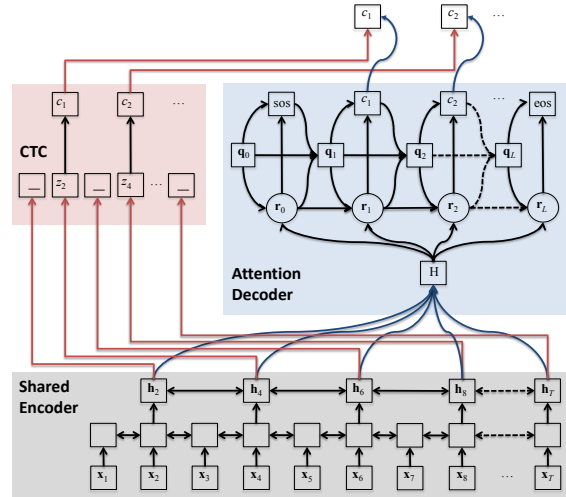 c1 c2 ...
c1 c2 ... sos c1 c2 ... eos
CTC
q0 q1 q2 qL
_ z2 _ z4 ... _
r0 r1 r2 rL
H
Attention
Decoder
Shared
Encoder
h2 h4 h6 h8 hT
x1 x2 x3 x4 x5 x6 x7 x8 ... xT